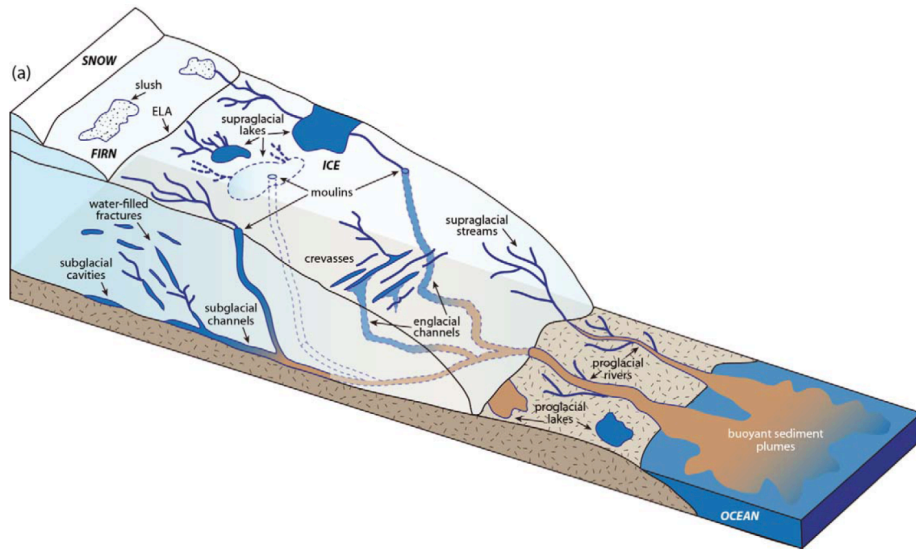 (a)
SNOW
slush
ELA
FIRN
supraglacial
lakes
ICE
moulins
water-filled
fractures
supraglacial
streams
crevasses
subglacial
cavities
subglacial
channels
englacial
channels
proglacial
rivers
proglacial
lakes
buoyant sediment
plumes
OCEAN